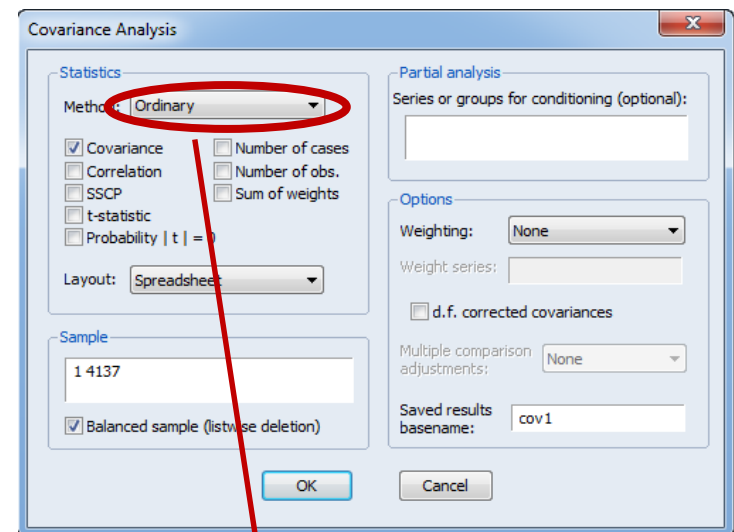 Covariance Analysis
Statistics
Method: Ordinary
Covariance
Number of cases
Correlation
Number of obs.
SSCP
Sum of weights
t-statistic
Probability | t | = 0
Layout: Spreadsheet
Sample
1 4137
Balanced sample (listwise deletion)
Partial analysis
Series or groups for conditioning (optional):
Options
Weighting: None
Weight series:
d.f. corrected covariances
Multiple comparison
adjustments:
None
Saved results
basename:
cov1
OK
Cancel